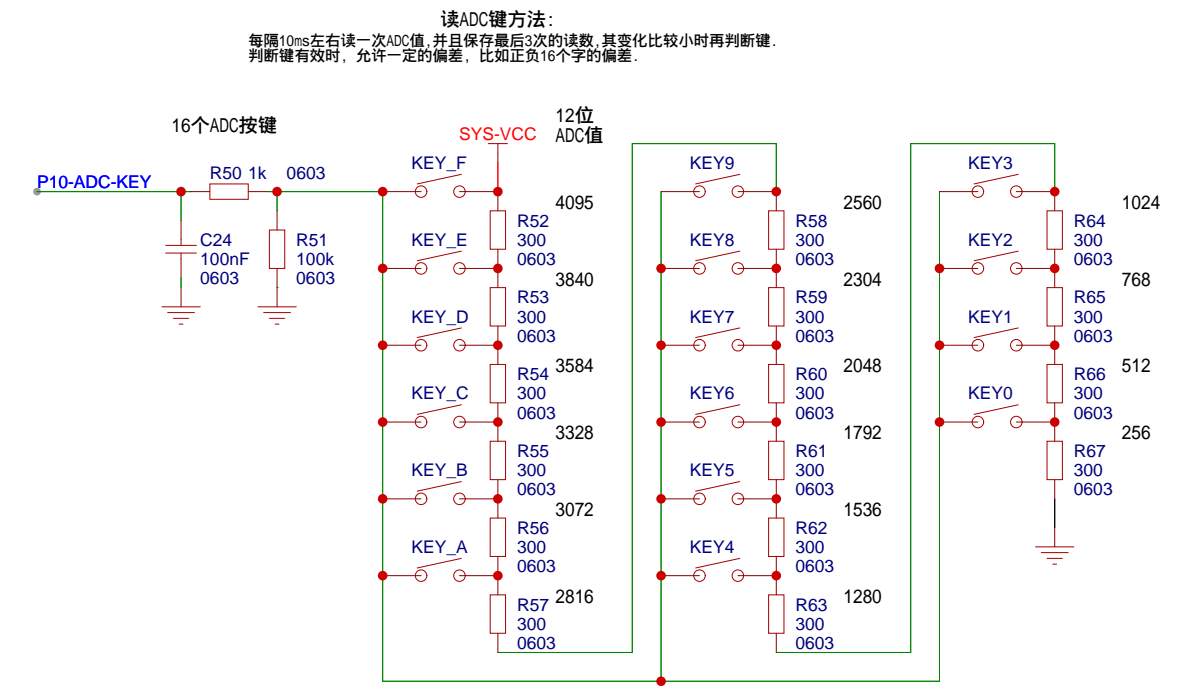 读ADC键方法:
每隔10ms左右读一次ADC值,并且保存最后3次的读数,其变化比较小时再判断键.
判断键有效时, 允许一定的偏差, 比如正负16个字的偏差.
16个ADC按键
12位
ADC值
SYS-VCC
P10-ADC-KEY
R50 1k 0603
C24
100nF
0603
R51
100k
0603
KEY_F
4095
R52
300
0603
KEY_E
3840
R53
300
0603
KEY_D
3584
R54
300
0603
KEY_C
3328
R55
300
0603
KEY_B
3072
R56
300
0603
KEY_A
2816
R57
300
0603
KEY9
2560
R58
300
0603
KEY8
2304
R59
300
0603
KEY7
2048
R60
300
0603
KEY6
1792
R61
300
0603
KEY5
1536
R62
300
0603
KEY4
1280
R63
300
0603
KEY3
1024
R64
300
0603
KEY2
768
R65
300
0603
KEY1
512
R66
300
0603
KEY0
256
R67
300
0603